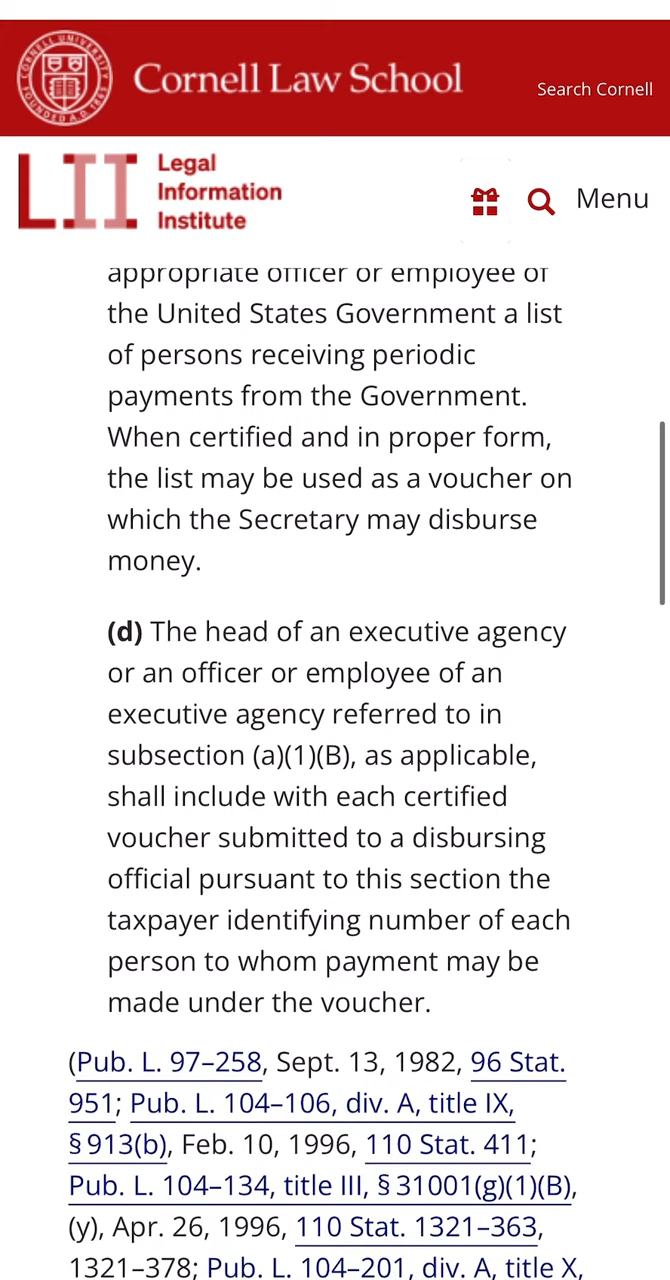 Cornell Law School
Search Cornell
LII
Legal
Information
Institute
Menu
appropriate officer or employee of
the United States Government a list
of persons receiving periodic
payments from the Government.
When certified and in proper form,
the list may be used as a voucher on
which the Secretary may disburse
money.
(d) The head of an executive agency
or an officer or employee of an
executive agency referred to in
subsection (a)(1)(B), as applicable,
shall include with each certified
voucher submitted to a disbursing
official pursuant to this section the
taxpayer identifying number of each
person to whom payment may be
made under the voucher.
(Pub. L. 97–258, Sept. 13, 1982, 96 Stat.
951; Pub. L. 104–106, div. A, title IX,
§ 913(b), Feb. 10, 1996, 110 Stat. 411;
Pub. L. 104–134, title III, § 31001(g)(1)(B),
(y), Apr. 26, 1996, 110 Stat. 1321–363,
1321–378; Pub. L. 104–201, div. A, title X,